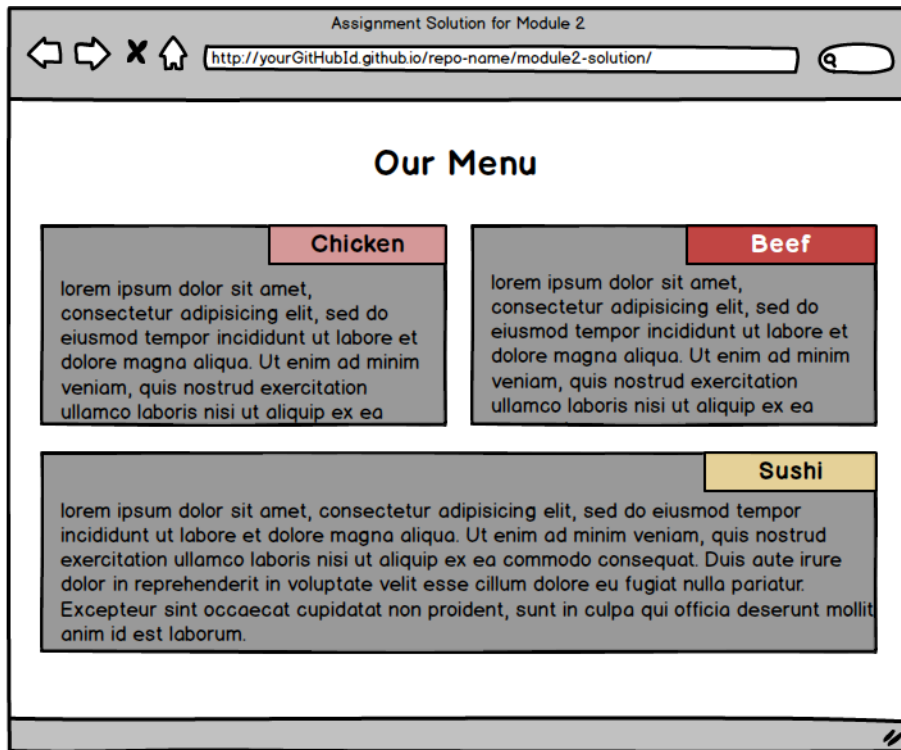 Assignment Solution for Module 2
http://yourGitHubId.github.io/repo-name/module2-solution/
Our Menu
Chicken
lorem ipsum dolor sit amet,
consectetur adipisicing elit, sed do
eiusmod tempor incididunt ut labore et
dolore magna aliqua. Ut enim ad minim
veniam, quis nostrud exercitation
ullamco laboris nisi ut aliquip ex ea
Beef
lorem ipsum dolor sit amet,
consectetur adipisicing elit, sed do
eiusmod tempor incididunt ut labore et
dolore magna aliqua. Ut enim ad minim
veniam, quis nostrud exercitation
ullamco laboris nisi ut aliquip ex ea
Sushi
lorem ipsum dolor sit amet, consectetur adipisicing elit, sed do eiusmod tempor
incididunt ut labore et dolore magna aliqua. Ut enim ad minim veniam, quis nostrud
exercitation ullamco laboris nisi ut aliquip ex ea commodo consequat. Duis aute irure
dolor in reprehenderit in voluptate velit esse cillum dolore eu fugiat nulla pariatur.
Excepteur sint occaecat cupidatat non proident, sunt in culpa qui officia deserunt mollit
anim id est laborum.